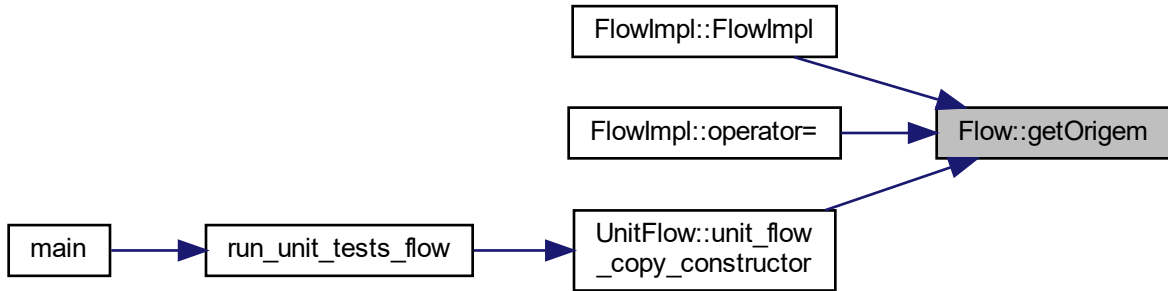 FlowImpl::FlowImpl
FlowImpl::operator=
Flow::getOrigem
main
run_unit_tests_flow
UnitFlow::unit_flow
_copy_constructor